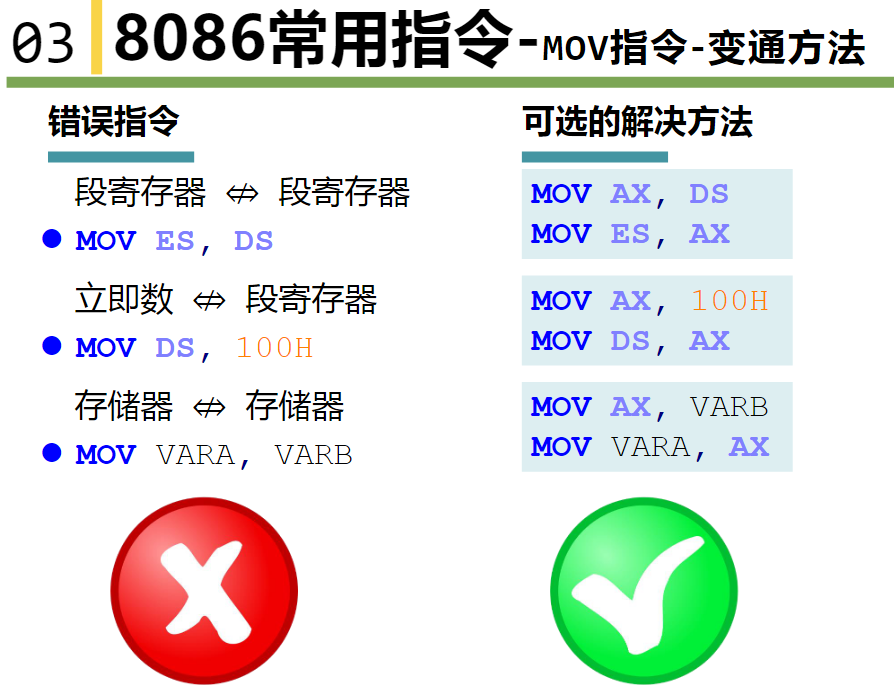 03 8086常用指令-MOV指令-变通方法
错误指令
段寄存器 ⇎ 段寄存器
● MOV ES, DS
立即数 ⇎ 段寄存器
● MOV DS, 100H
存储器 ⇎ 存储器
● MOV VARA, VARB
可选的解决方法
MOV AX, DS
MOV ES, AX
MOV AX, 100H
MOV DS, AX
MOV AX, VARB
MOV VARA, AX